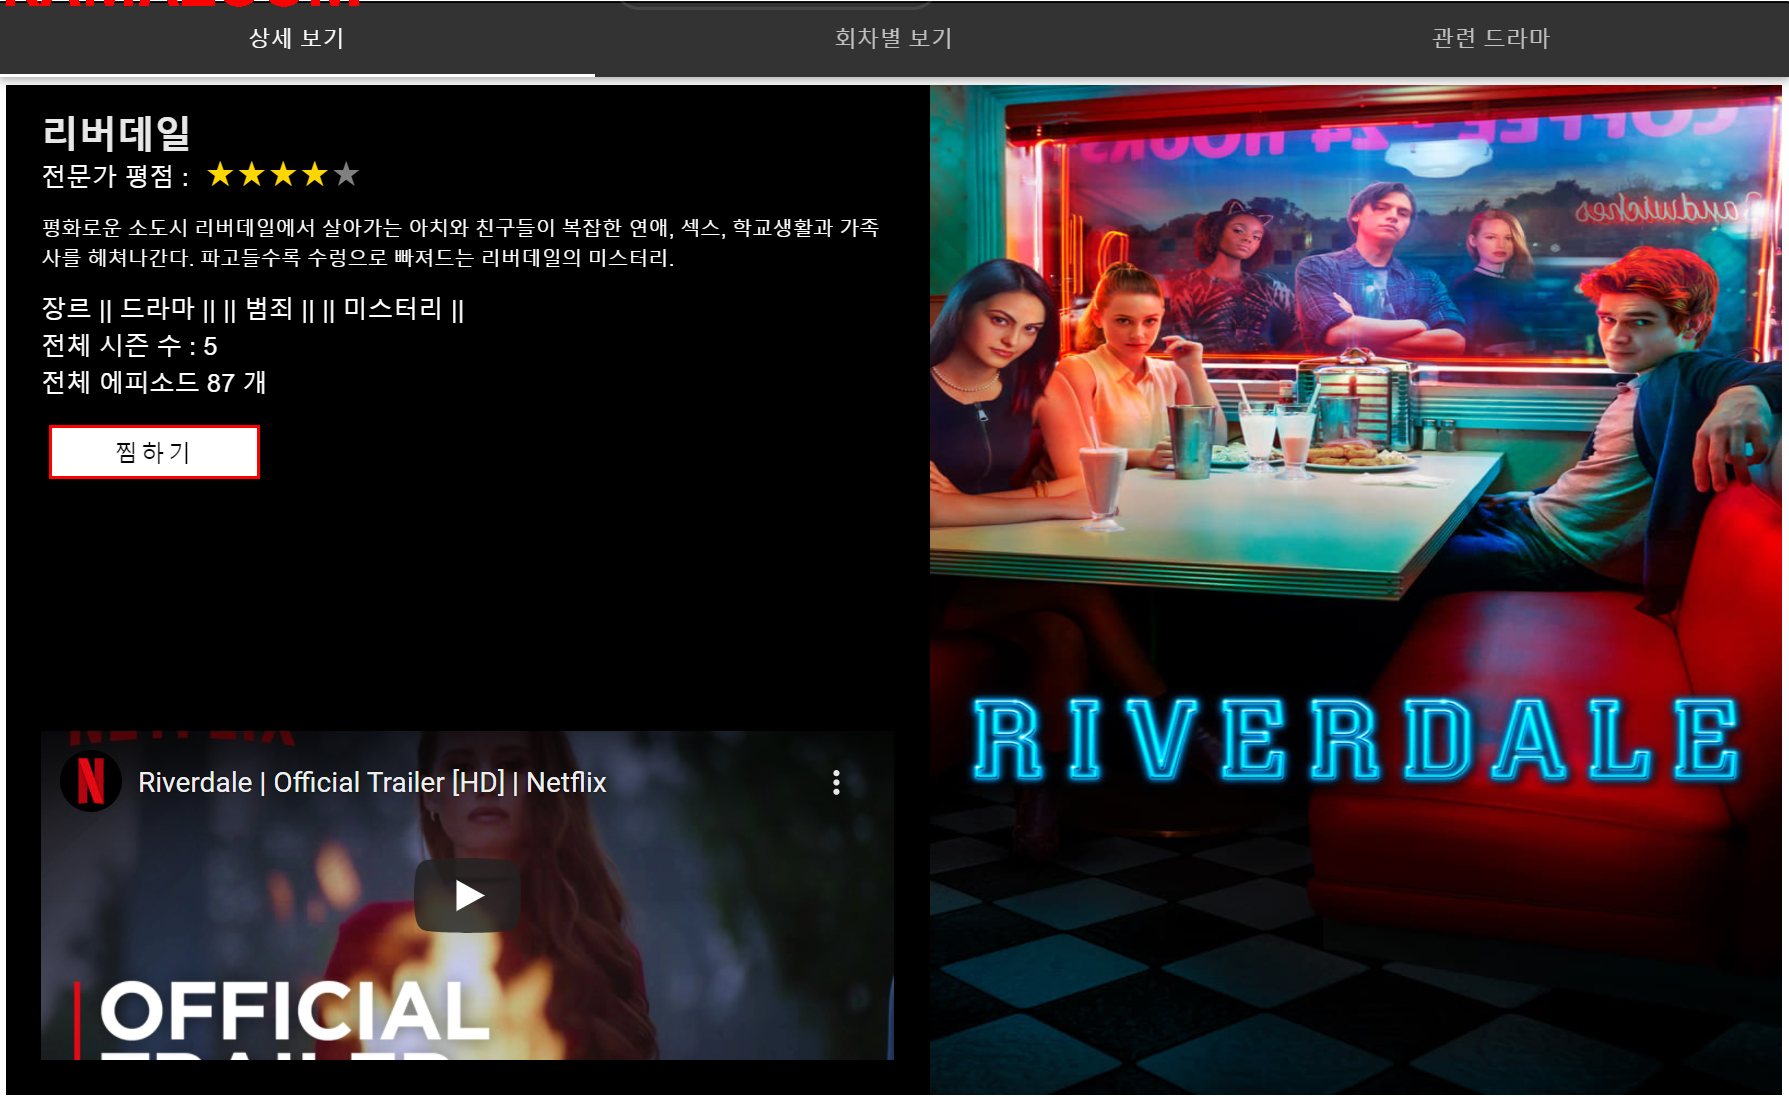 상세 보기
회차별 보기
관련 드라마
리버데일
전문가 평점 :
평화로운 소도시 리버데일에서 살아가는 아치와 친구들이 복잡한 연애, 섹스, 학교생활과 가족
사를 헤쳐나간다. 파고들수록 수렁으로 빠져드는 리버데일의 미스터리.
장르 || 드라마 || || 범죄 || || 미스터리 ||
전체 시즌 수 : 5
전체 에피소드 87 개
찜하기
NETFLIX
N
Riverdale | Official Trailer [HD] | Netflix
OFFICIAL
TRAILER
COFFEE · 24 HOURS
Sandwiches
RIVERDALE